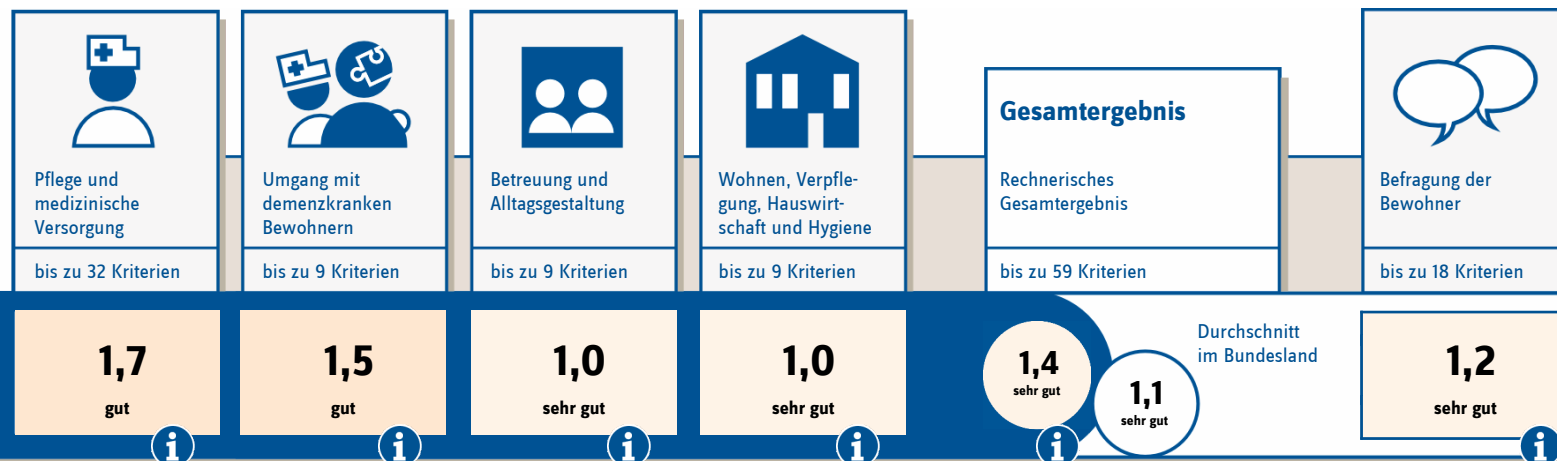 Pflege und
medizinische
Versorgung
bis zu 32 Kriterien
1,7
gut
Umgang mit
demenzkranken
Bewohnern
bis zu 9 Kriterien
1,5
gut
Betreuung und
Alltagsgestaltung
bis zu 9 Kriterien
1,0
sehr gut
Wohnen, Verpfle-
gung, Hauswirt-
schaft und Hygiene
bis zu 9 Kriterien
1,0
sehr gut
Gesamtergebnis
Rechnerisches
Gesamtergebnis
bis zu 59 Kriterien
1,4
sehr gut
Durchschnitt
im Bundesland
1,1
sehr gut
Befragung der
Bewohner
bis zu 18 Kriterien
1,2
sehr gut
i
i
i
i
i
i